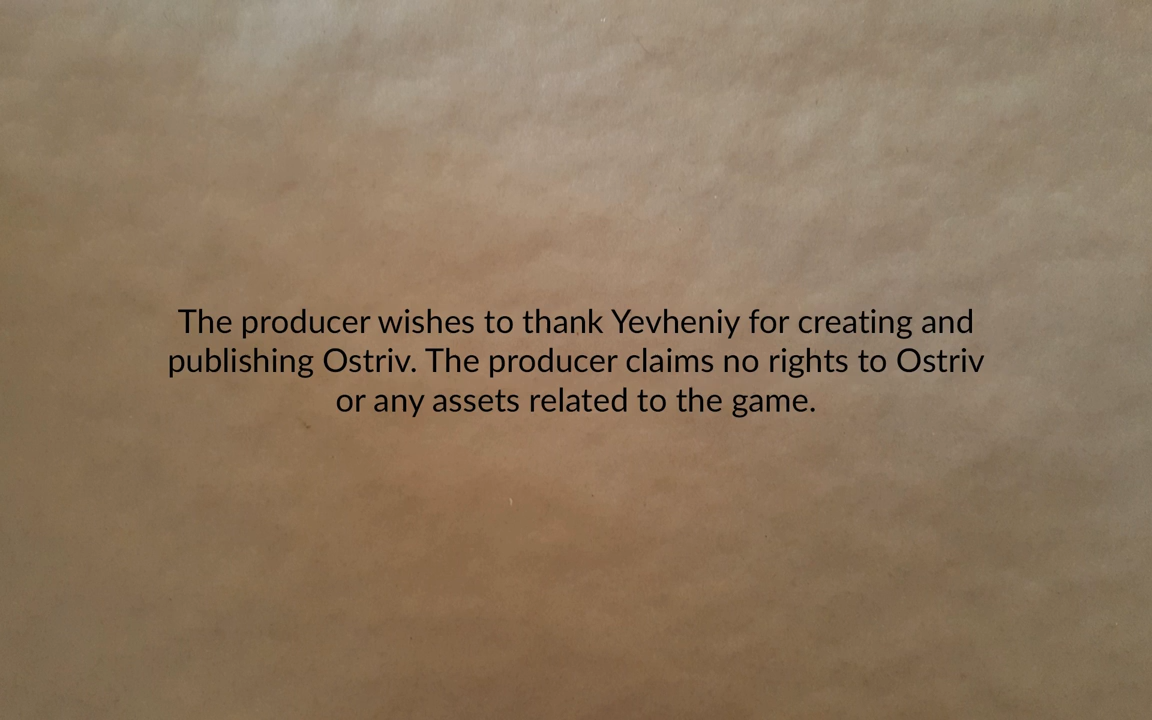 The producer wishes to thank Yevheniy for creating and
publishing Ostriv. The producer claims no rights to Ostriv
or any assets related to the game.